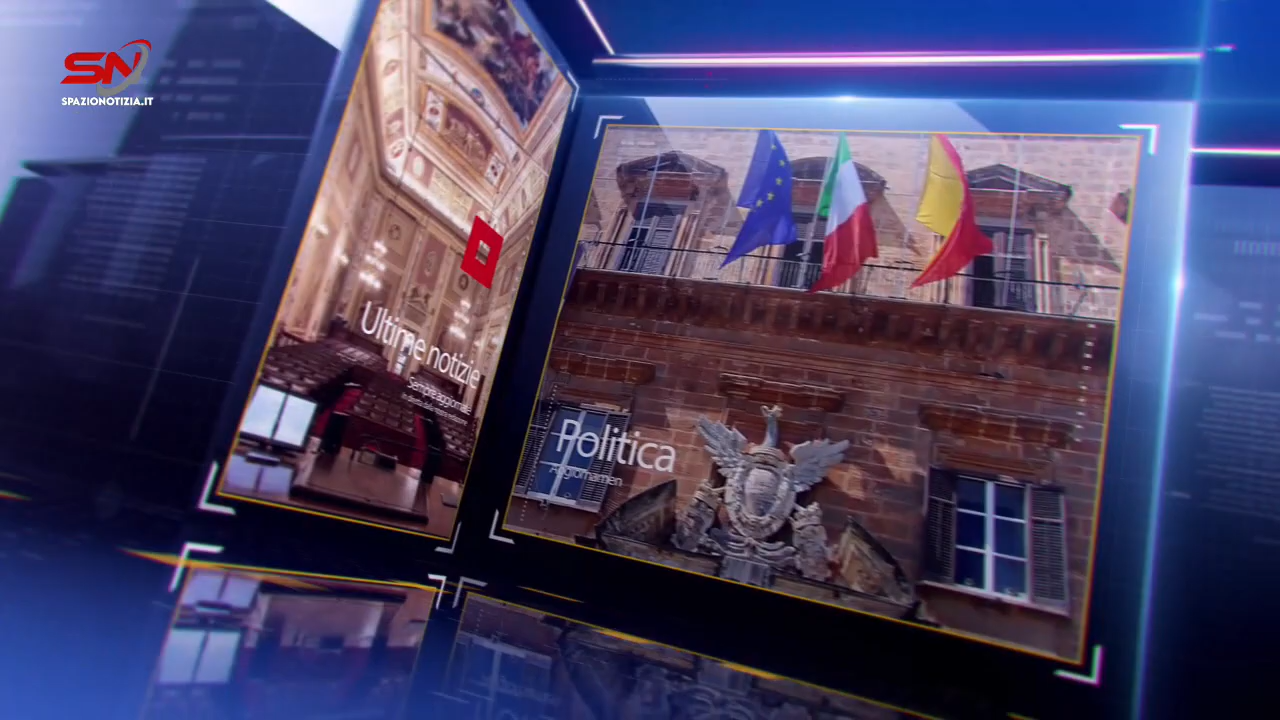 SN
SPAZIONOTIZIA.IT
Ultime notizie
Sempre aggiornate
Politica
Aggiornamen